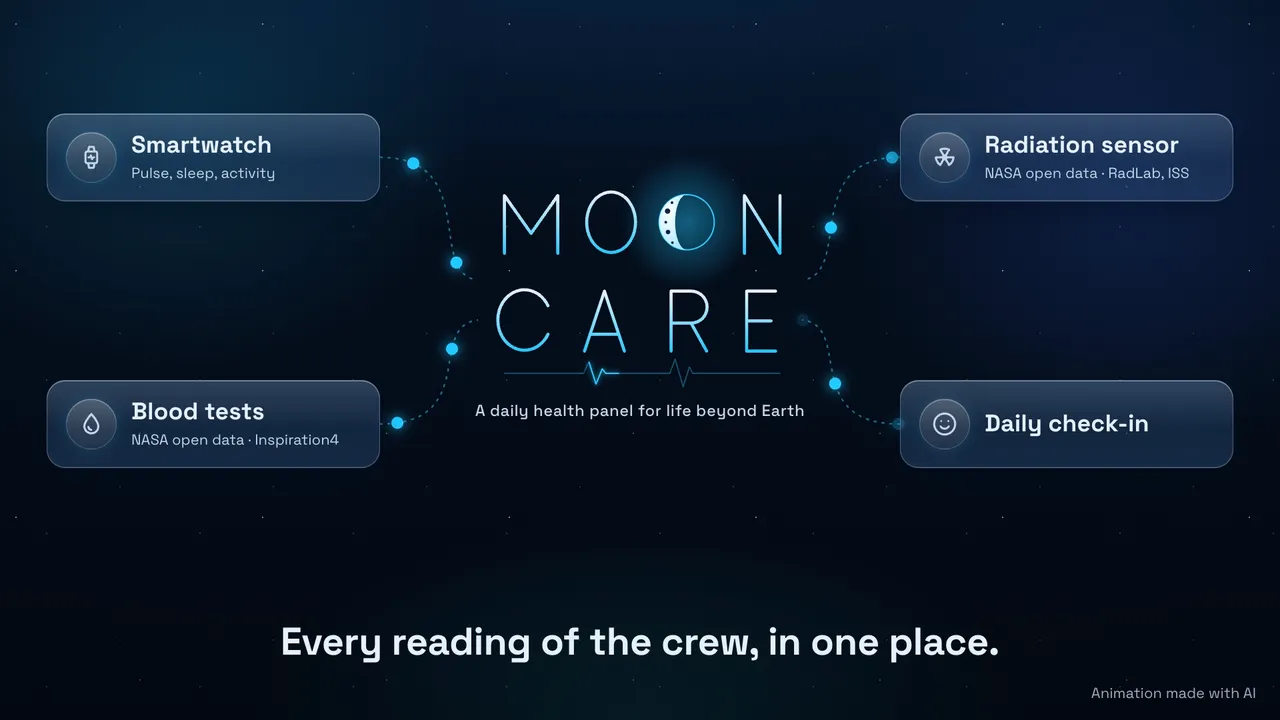 Smartwatch
Pulse, sleep, activity
Radiation sensor
NASA open data · RadLab, ISS
MOON
CARE
A daily health panel for life beyond Earth
Blood tests
NASA open data · Inspiration4
Daily check-in
Every reading of the crew, in one place.
Animation made with AI